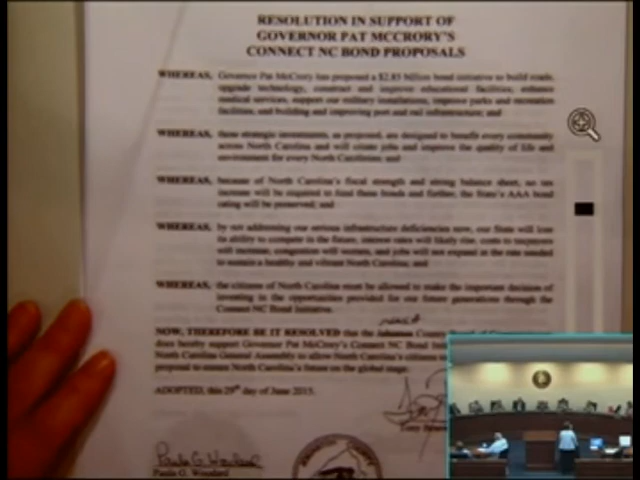 RESOLUTION IN SUPPORT OF
GOVERNOR PAT MCCRORY'S
CONNECT NC BOND PROPOSALS
WHEREAS, Governor Pat McCrory has proposed a $2.85 billion bond initiative to build roads,
upgrade technology, construct and improve educational facilities, enhance
medical services, support our military installations, improve parks and recreation
facilities, and building and improving port and rail infrastructure; and
WHEREAS, these strategic investments, as proposed, are designed to benefit every community
across North Carolina and will create jobs and improve the quality of life and
environment for every North Carolinian; and
WHEREAS, because of North Carolina's fiscal strength and strong balance sheet, no tax
increase will be required to fund these bonds and further, the State's AAA bond
rating will be preserved; and
WHEREAS, by not addressing our serious infrastructure deficiencies now, our State will lose
its ability to compete in the future, interest rates will likely rise, costs to taxpayers
will increase, congestion will worsen, and jobs will not expand at the rate needed
to sustain a healthy and vibrant North Carolina; and
WHEREAS, the citizens of North Carolina must be allowed to make the important decision of
investing in the opportunities provided for our future generations through the
Connect NC Bond Initiative.
NOW, THEREFORE BE IT RESOLVED that the Johnston County Board of
does hereby support Governor Pat McCrory's Connect NC Bond
North Carolina General Assembly to allow North Carolina's citizens
proposal to ensure North Carolina's future on the global stage.
ADOPTED, this 29th day of June 2015.
Tony
Paula G. Woodard
Paula G. Woodard